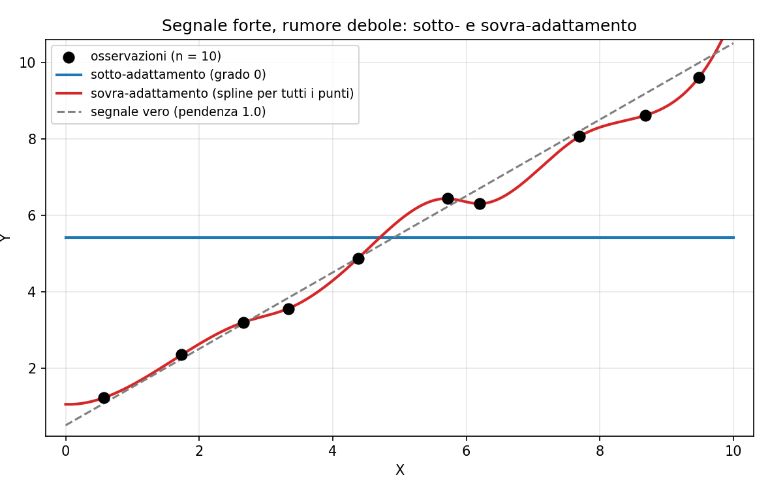 Segnale forte, rumore debole: sotto- e sovra-adattamento
osservazioni (n = 10)
sotto-adattamento (grado 0)
sovra-adattamento (spline per tutti i punti)
segnale vero (pendenza 1.0)
10
8
6
4
2
Y
0 2 4 6 8 10
X